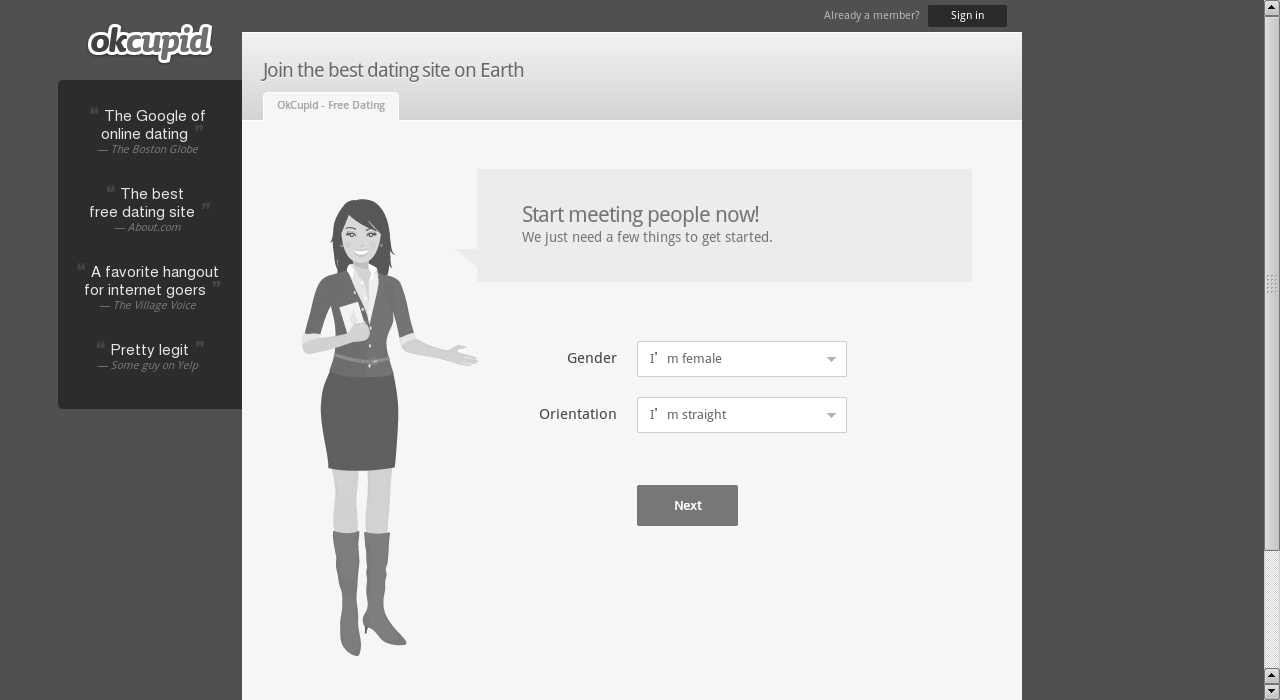 Already a member?
Sign in
okcupid
Join the best dating site on Earth
OkCupid - Free Dating
“ The Google of
online dating ”
— The Boston Globe
“ The best
free dating site ”
— About.com
“ A favorite hangout
for internet goers ”
— The Village Voice
“ Pretty legit ”
— Some guy on Yelp
Start meeting people now!
We just need a few things to get started.
Gender
I’m female
Orientation
I’m straight
Next